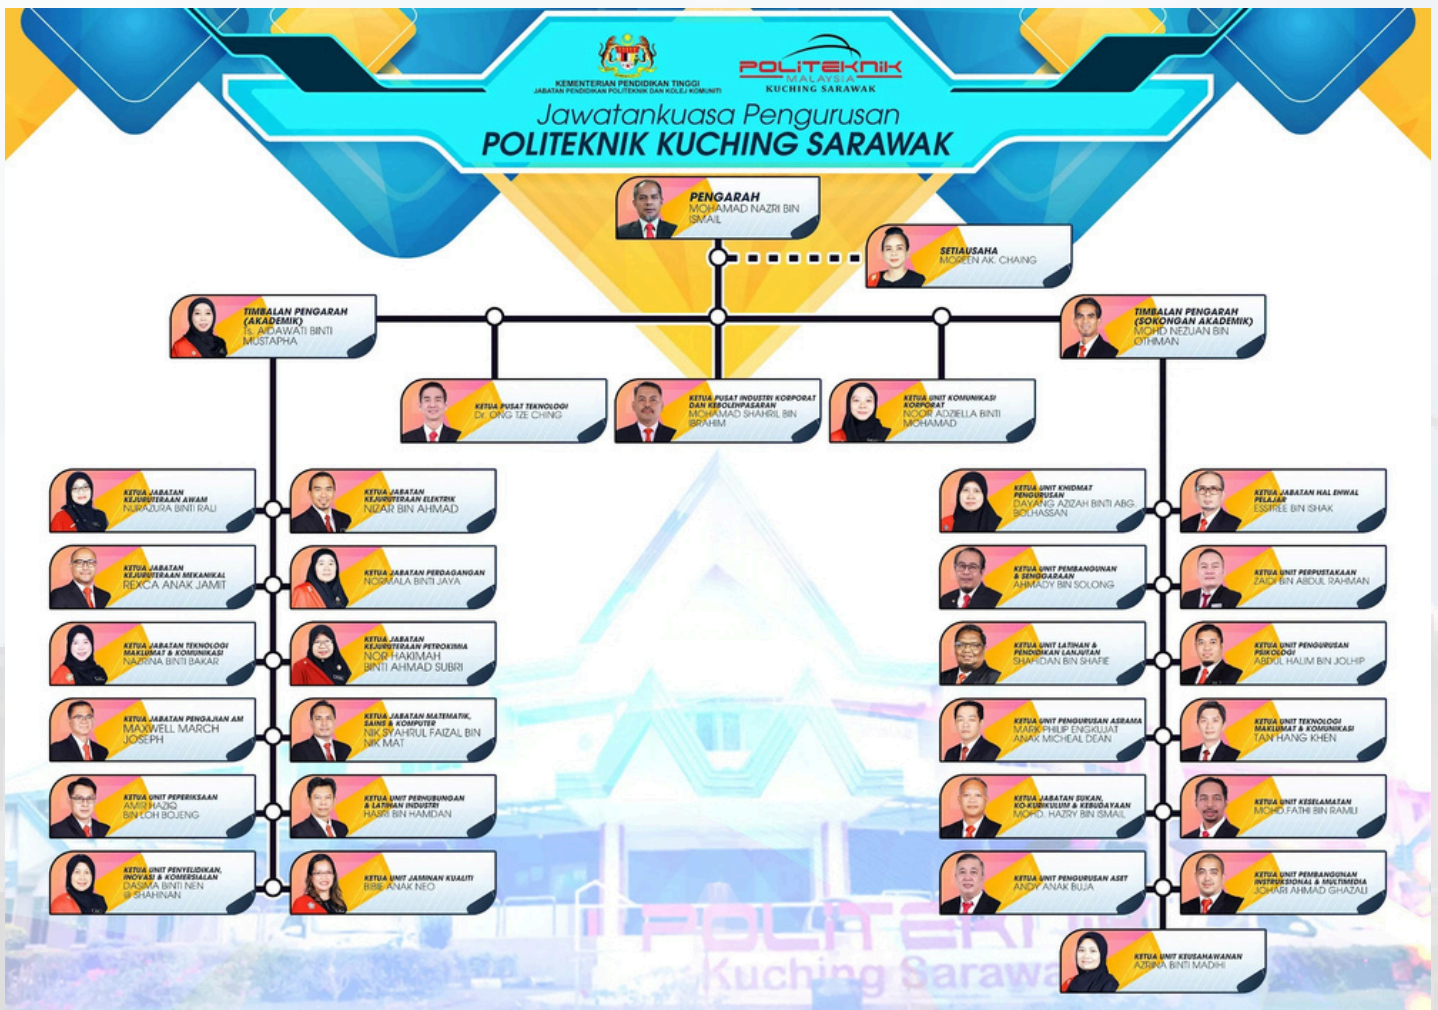 KEMENTERIAN PENDIDIKAN TINGGI
JABATAN PENDIDIKAN POLITEKNIK DAN KOLEJ KOMUNITI
POLITEKNIK
MALAYSIA
KUCHING SARAWAK
Jawatankuasa Pengurusan
POLITEKNIK KUCHING SARAWAK
PENGARAH
MOHAMAD NAZRI BIN
ISMAIL
SETIAUSAHA
MOREEN AK. CHAING
TIMBALAN PENGARAH
(AKADEMIK)
Ts. AIDAWATI BINTI
MUSTAPHA
TIMBALAN PENGARAH
(SOKONGAN AKADEMIK)
MOHD NEZUAN BIN
OTHMAN
KETUA PUSAT TEKNOLOGI
Dr. ONG TZE CHING
KETUA PUSAT INDUSTRI KORPORAT
DAN KEBOLEHPASARAN
MOHAMAD SHAHRIL BIN
IBRAHIM
KETUA UNIT KOMUNIKASI
KORPORAT
NOOR ADZIELLA BINTI
MOHAMAD
KETUA JABATAN
KEJURUTERAAN AWAM
NURAZURA BINTI RALI
KETUA JABATAN
KEJURUTERAAN ELEKTRIK
NIZAR BIN AHMAD
KETUA JABATAN
KEJURUTERAAN MEKANIKAL
REXCA ANAK JAMIT
KETUA JABATAN PERDAGANGAN
NORMALA BINTI JAYA
KETUA JABATAN TEKNOLOGI
MAKLUMAT & KOMUNIKASI
NAZRINA BINTI BAKAR
KETUA JABATAN
KEJURUTERAAN PETROKIMIA
NOR HAKIMAH
BINTI AHMAD SUBRI
KETUA JABATAN PENGAJIAN AM
MAXWELL MARCH
JOSEPH
KETUA JABATAN MATEMATIK,
SAINS & KOMPUTER
NIK SYAHRUL FAIZAL BIN
NIK MAT
KETUA UNIT PEPERIKSAAN
AMIR HAZIQ
BIN LOH BOJENG
KETUA UNIT PERHUBUNGAN
& LATIHAN INDUSTRI
HASRI BIN HAMDAN
KETUA UNIT PENYELIDIKAN,
INOVASI & KOMERSIALAN
DASIMA BINTI NEN
@ SHAHINAN
KETUA UNIT JAMINAN KUALITI
BIBIE ANAK NEO
KETUA UNIT KHIDMAT
PENGURUSAN
DAYANG AZIZAH BINTI ABG.
BOLHASSAN
KETUA JABATAN HAL EHWAL
PELAJAR
ESSTREE BIN ISHAK
KETUA UNIT PEMBANGUNAN
& SENGGARAAN
AHMADY BIN SOLONG
KETUA UNIT PERPUSTAKAAN
ZAIDI BIN ABDUL RAHMAN
KETUA UNIT LATIHAN &
PENDIDIKAN LANJUTAN
SHAHIDAN BIN SHAFIE
KETUA UNIT PENGURUSAN
PSIKOLOGI
ABDUL HALIM BIN JOLHIP
KETUA UNIT PENGURUSAN ASRAMA
MARK PHILIP ENGKUJAT
ANAK MICHEAL DEAN
KETUA UNIT TEKNOLOGI
MAKLUMAT & KOMUNIKASI
TAN HANG KHEN
KETUA JABATAN SUKAN,
KO-KURIKULUM & KEBUDAYAAN
MOHD. HAZRY BIN ISMAIL
KETUA UNIT KESELAMATAN
MOHD.FATHI BIN RAMLI
KETUA UNIT PENGURUSAN ASET
ANDY ANAK BUJA
KETUA UNIT PEMBANGUNAN
INSTRUKSIONAL & MULTIMEDIA
JOHARI AHMAD GHAZALI
KETUA UNIT KEUSAHAWANAN
AZRINA BINTI MADIHI
POLITEK
Kuching Sarawa